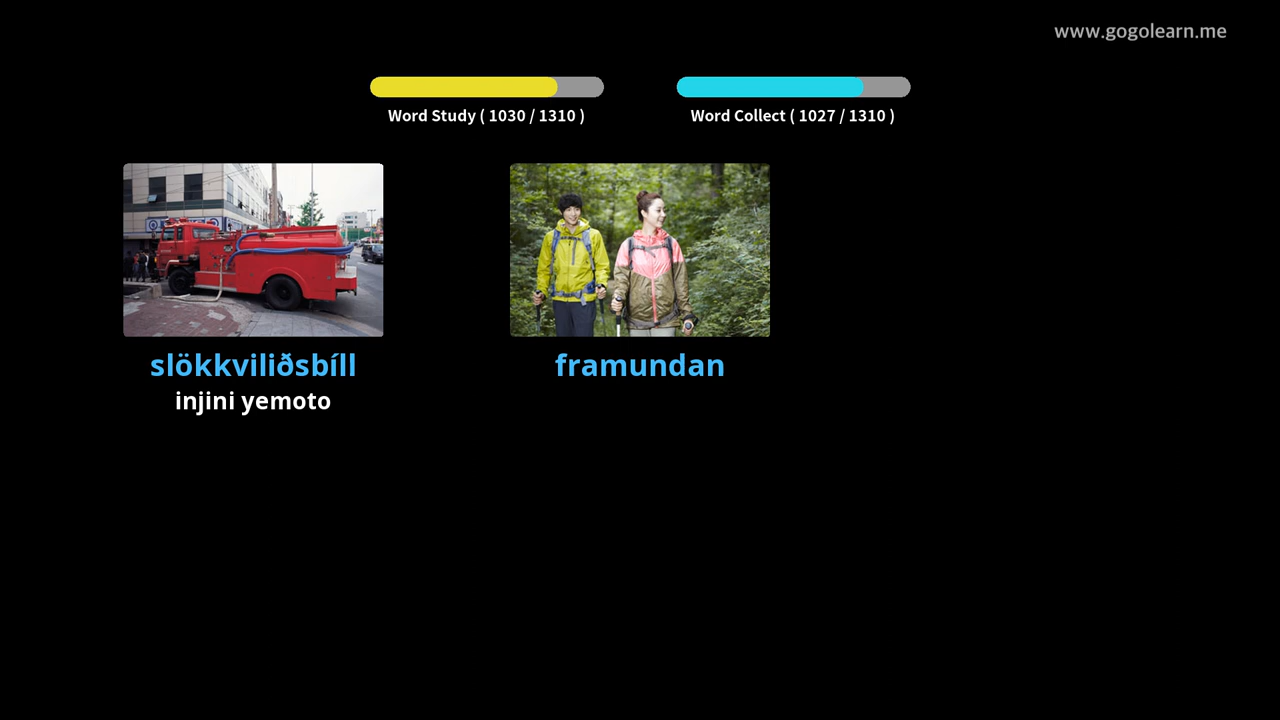 www.gogolearn.me
Word Study ( 1030 / 1310 )
Word Collect ( 1027 / 1310 )
slökkviliðsbíll
injini yemoto
framundan